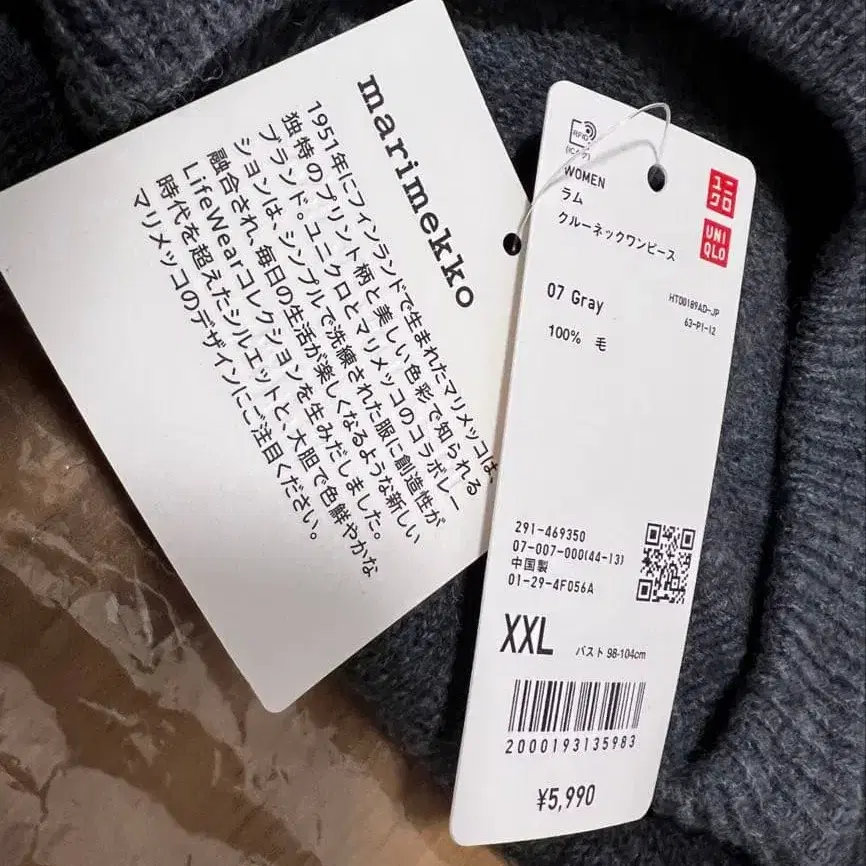 marimekko
1951年にフィンランドで生まれたマリメッコは、
独特のプリント柄と美しい色彩で知られる
ブランド。ユニクロとマリメッコのコラボレー
ションは、シンプルで洗練された服に創造性が
融合され、毎日の生活が楽しくなるような新しい
LifeWearコレクションを生みだしました。
時代を超えたシルエットと、大胆で色鮮やかな
マリメッコのデザインにご注目ください。
RFID
(ICタグ)
WOMEN
ラム
クルーネックワンピース
ユニ
クロ
UNI
QLO
07 Gray
HTD0189AD-JP
63-P1-12
100% 毛
291-469350
07-007-000(44-13)
中国製
01-29-4F056A
XXL バスト 98-104cm
2000193135983
¥5,990